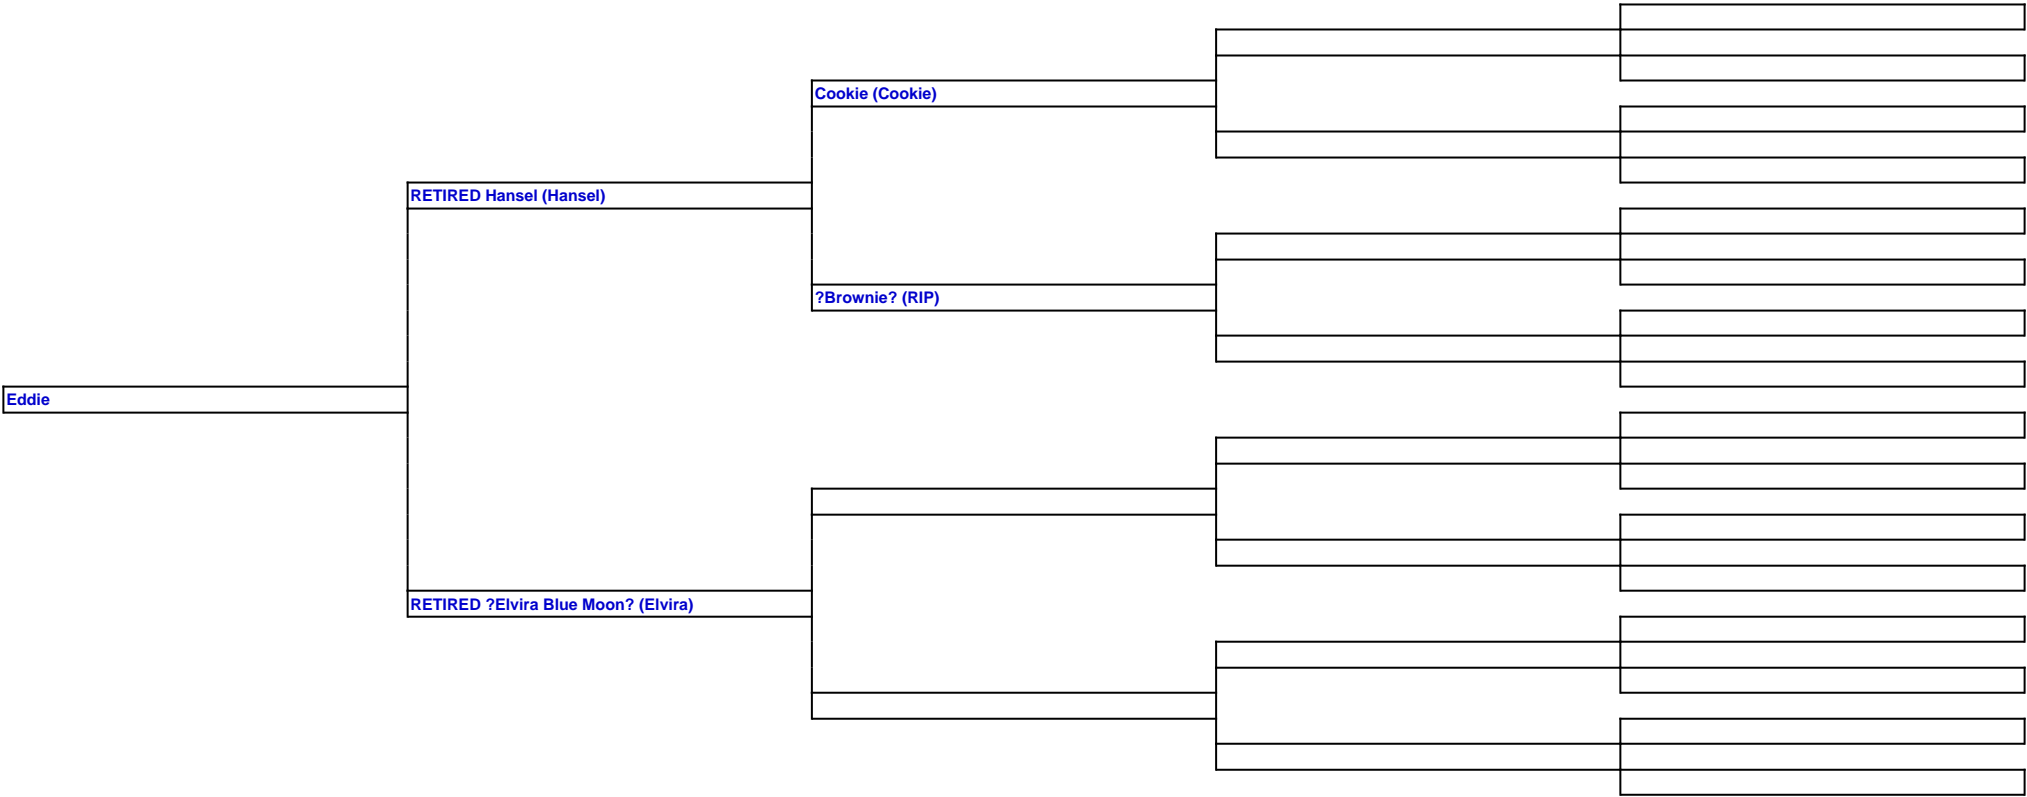 Cookie (Cookie)
RETIRED Hansel (Hansel)
?Brownie? (RIP)
Eddie
RETIRED ?Elvira Blue Moon? (Elvira)